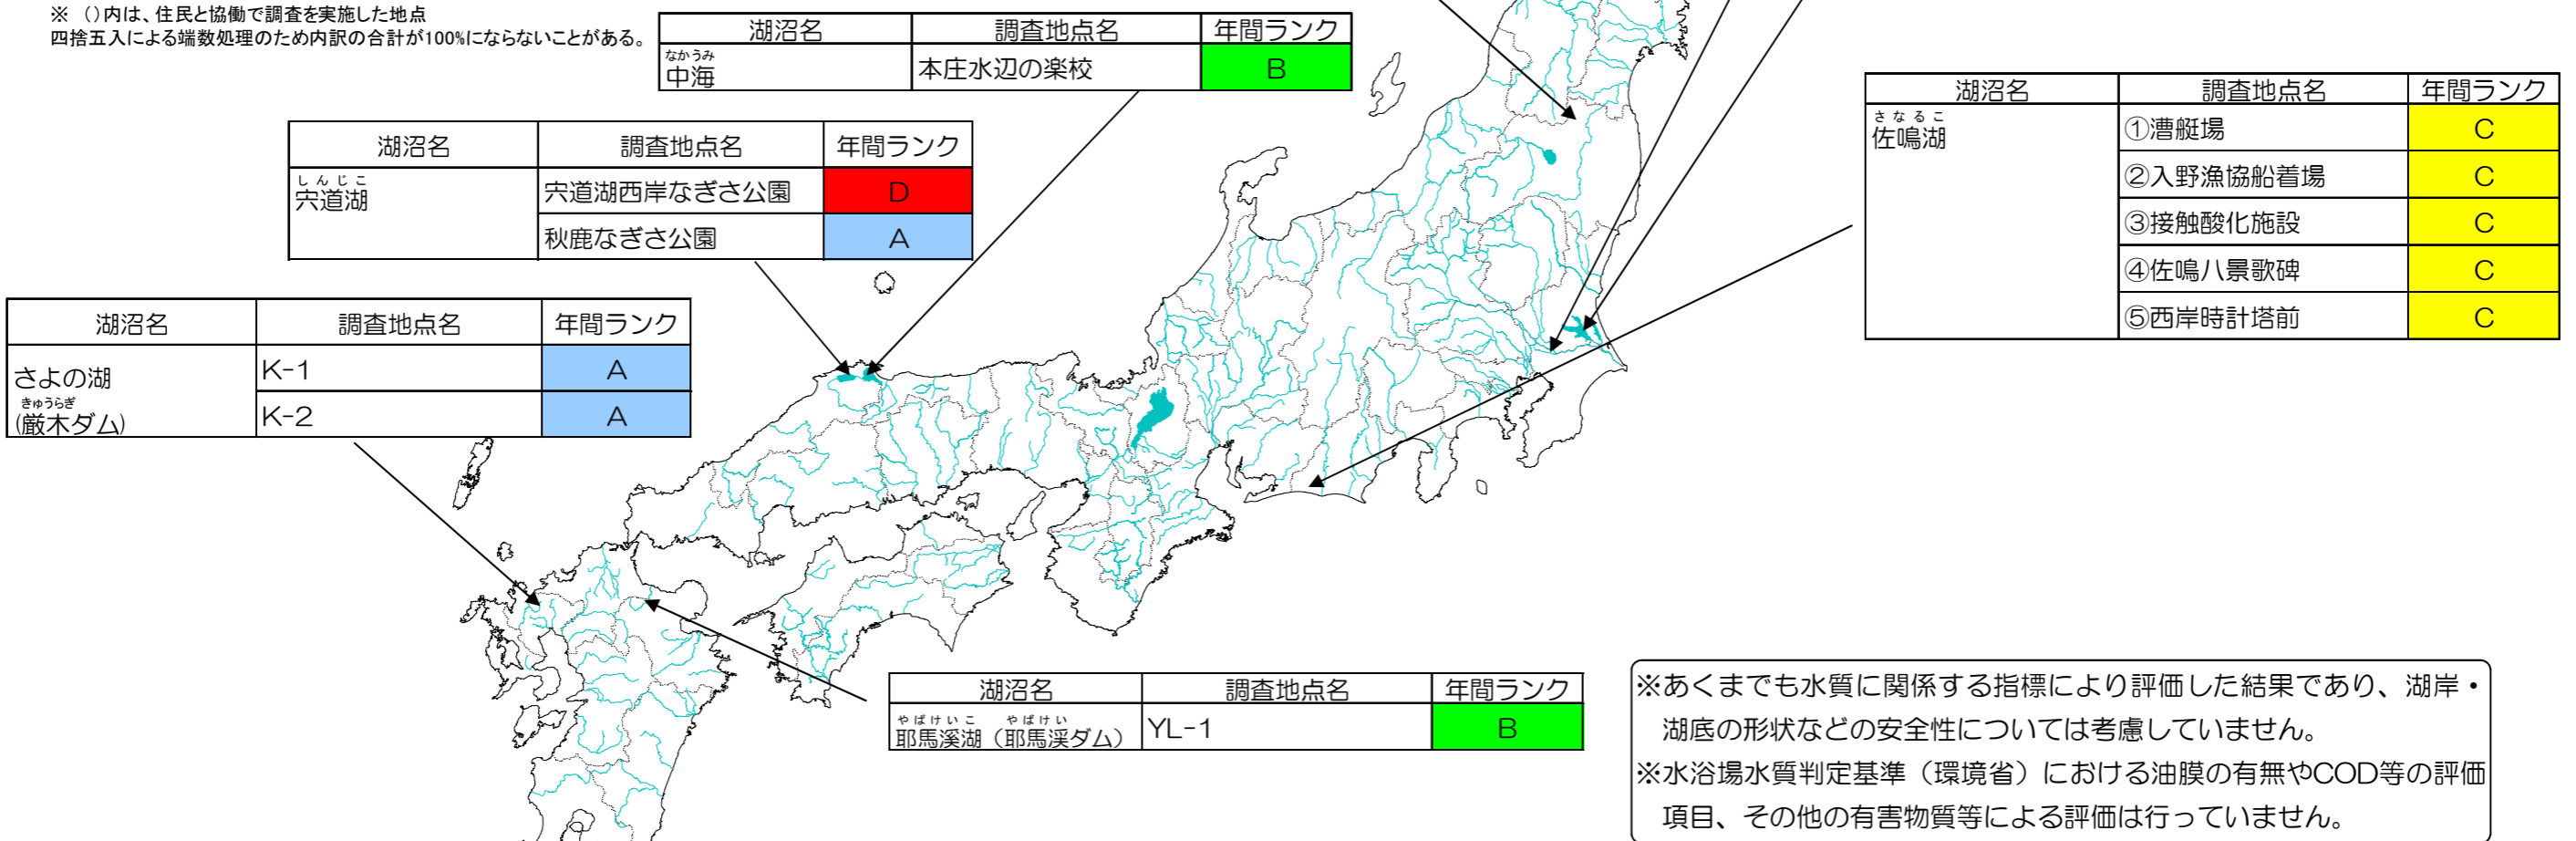 ※ ()内は、住民と協働で調査を実施した地点
四捨五入による端数処理のため内訳の合計が100%にならないことがある。
湖沼名 調査地点名 年間ランク
なかうみ
中海 本庄水辺の楽校 B
湖沼名 調査地点名 年間ランク
しんじこ
宍道湖 宍道湖西岸なぎさ公園 D
秋鹿なぎさ公園 A
湖沼名 調査地点名 年間ランク
さよの湖 K-1 A
きゅうらぎ
(厳木ダム) K-2 A
湖沼名 調査地点名 年間ランク
さなるこ
佐鳴湖 ①漕艇場 C
②入野漁協船着場 C
③接触酸化施設 C
④佐鳴八景歌碑 C
⑤西岸時計塔前 C
湖沼名 調査地点名 年間ランク
やばけいこ やばけい
耶馬溪湖（耶馬渓ダム） YL-1 B
※あくまでも水質に関係する指標により評価した結果であり、湖岸・
湖底の形状などの安全性については考慮していません。
※水浴場水質判定基準（環境省）における油膜の有無やCOD等の評価
項目、その他の有害物質等による評価は行っていません。